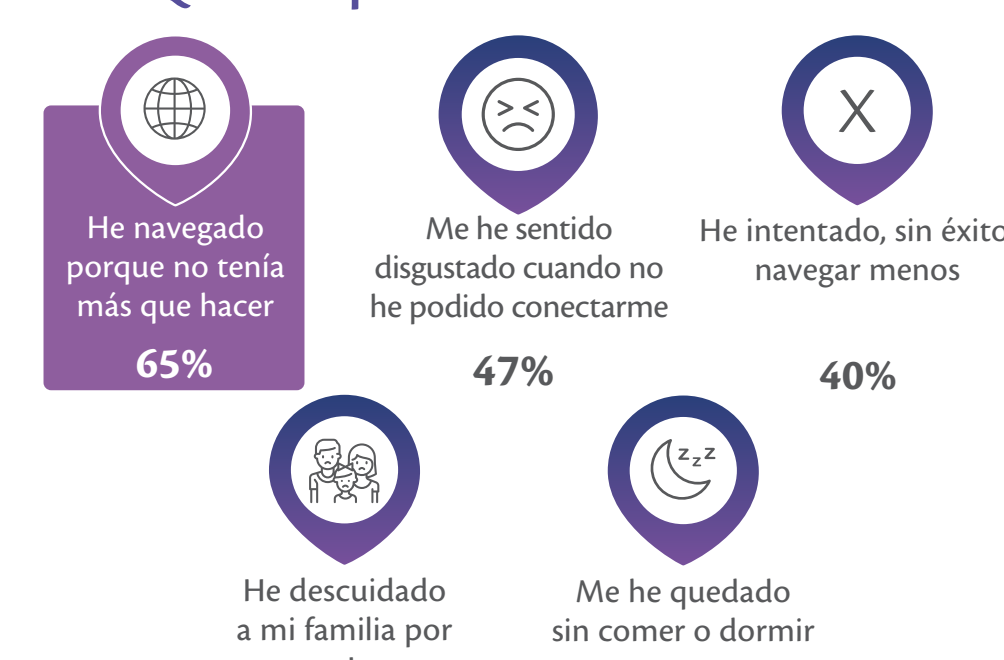 He navegado
porque no tenía
más que hacer
65%
Me he sentido
disgustado cuando no
he podido conectarme
47%
X
He intentado, sin éxito
navegar menos
40%
z z z
He descuidado
a mi familia por
Me he quedado
sin comer o dormir